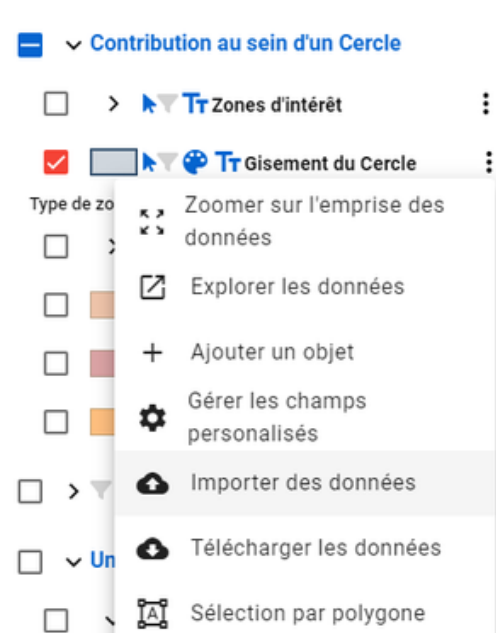 Contribution au sein d'un Cercle
Zones d'intérêt
Gisement du Cercle
Type de zo
Zoomer sur l'emprise des
données
Explorer les données
Ajouter un objet
Gérer les champs
personalisés
Importer des données
Télécharger les données
Un
Sélection par polygone